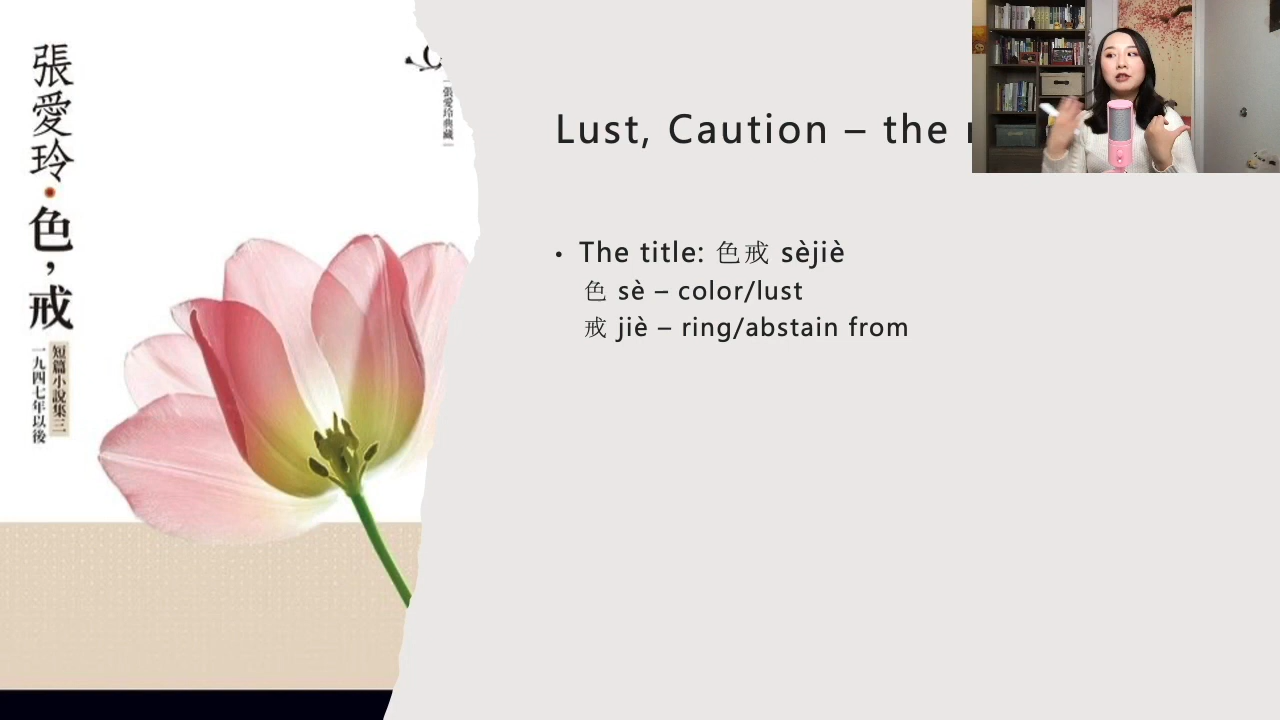 張愛玲•色，戒
短篇小說集三
一九四七年以後
張愛玲典藏
Lust, Caution – the
• The title: 色戒 sèjiè
色 sè – color/lust
戒 jiè – ring/abstain from